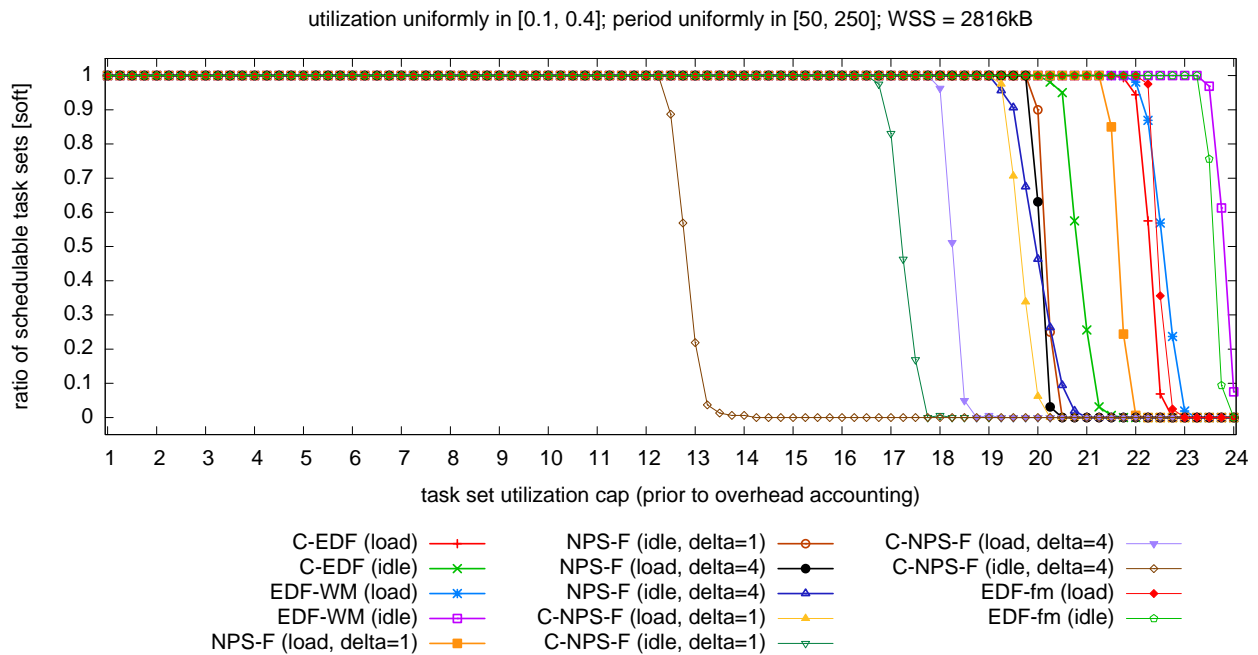 utilization uniformly in [0.1, 0.4]; period uniformly in [50, 250]; WSS = 2816kB
ratio of schedulable task sets [soft]
1
0.9
0.8
0.7
0.6
0.5
0.4
0.3
0.2
0.1
0
1 2 3 4 5 6 7 8 9 10 11 12 13 14 15 16 17 18 19 20 21 22 23 24
task set utilization cap (prior to overhead accounting)
C-EDF (load)
C-EDF (idle)
EDF-WM (load)
EDF-WM (idle)
NPS-F (load, delta=1)
NPS-F (idle, delta=1)
NPS-F (load, delta=4)
NPS-F (idle, delta=4)
C-NPS-F (load, delta=1)
C-NPS-F (idle, delta=1)
C-NPS-F (load, delta=4)
C-NPS-F (idle, delta=4)
EDF-fm (load)
EDF-fm (idle)